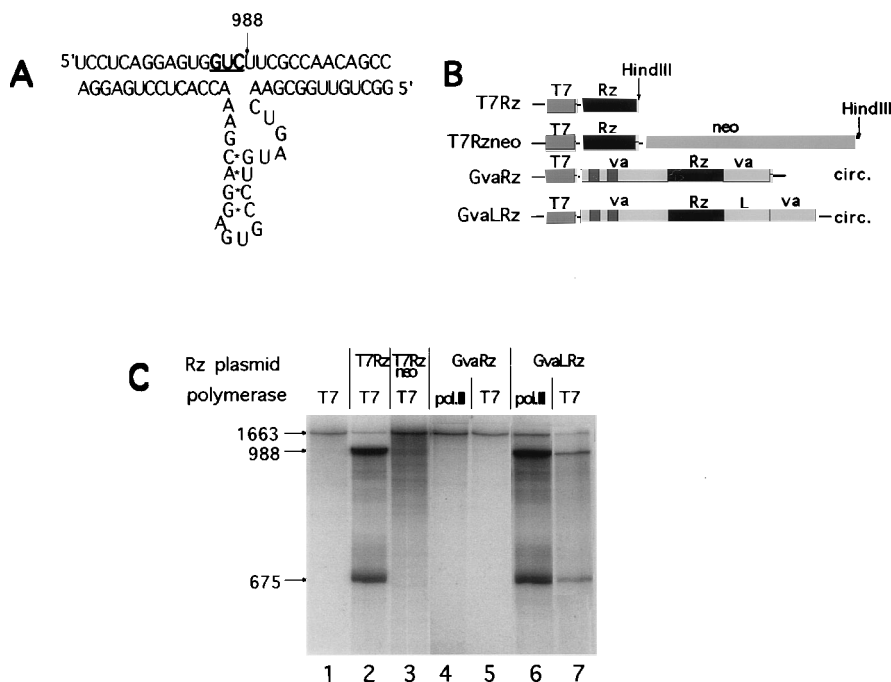 A
988
5'UCCUCAGGAGUGGUCUUCGCCAACAGCC
AGGAGUCCUCACCA AAGCGGUUGUCGG 5'
A C
A U
G G
C*G U U A
A*U
G*C
G*C
A G
G U
B
HindIII
T7 Rz
T7Rz
HindIII
T7 Rz neo
T7Rzneo
T7 va Rz va
GvaRz circ.
T7 va Rz L va
GvaLRz circ.
C
Rz plasmid T7Rz T7Rz neo GvaRz GvaLRz
polymerase T7 T7 T7 pol.III T7 pol.III T7
1663
988
675
1 2 3 4 5 6 7